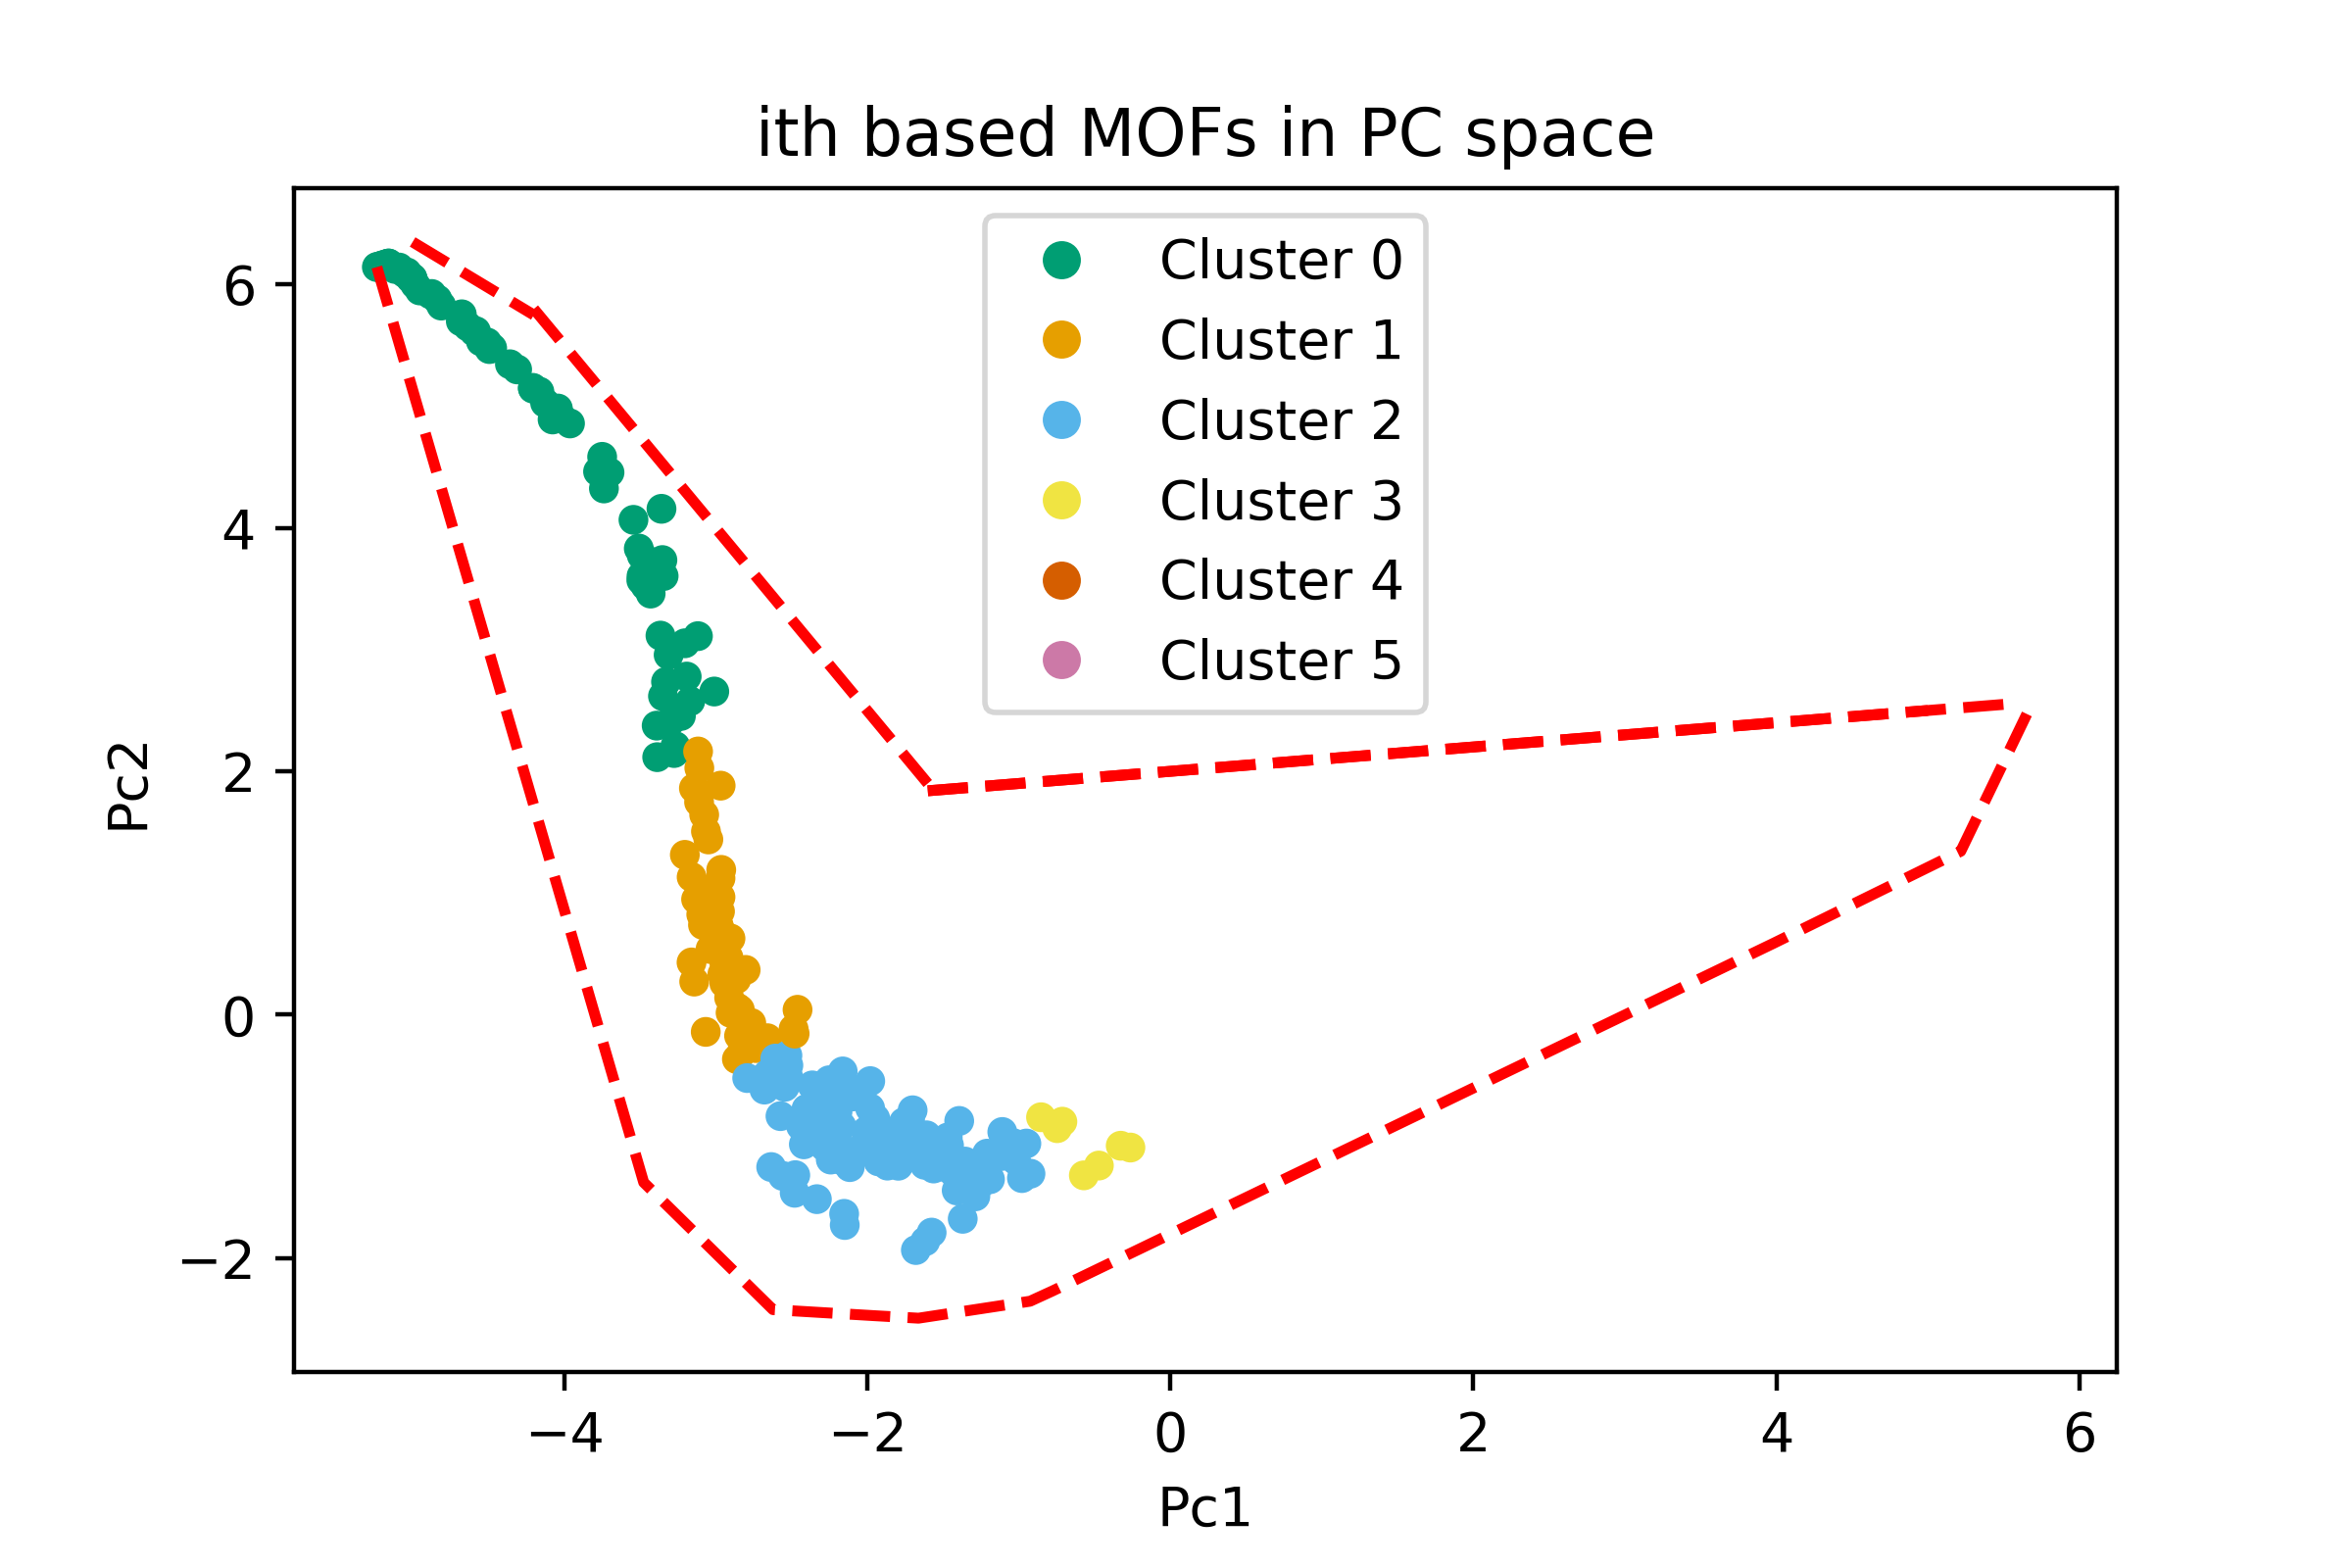 ith based MOFs in PC space
Cluster 0
Cluster 1
Cluster 2
Cluster 3
Cluster 4
Cluster 5
6
4
2
0
−2
Pc2
−4
−2
0
2
4
6
Pc1